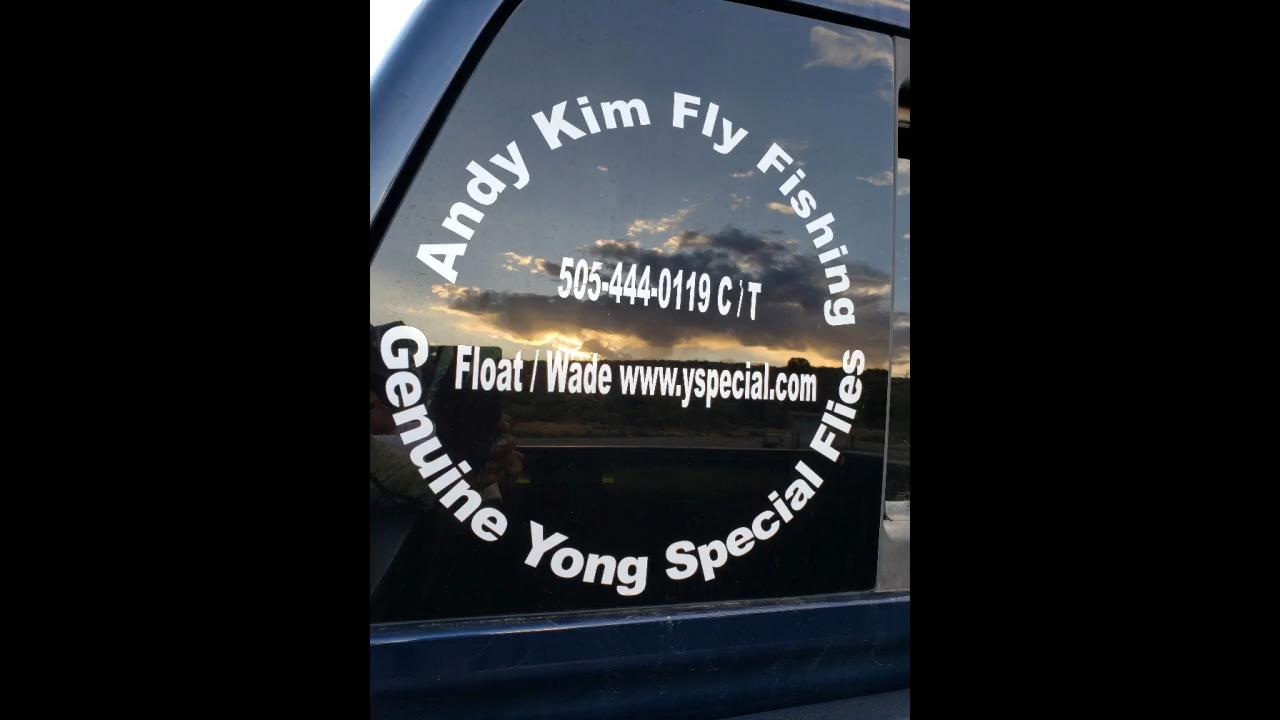 Andy Kim Fly Fishing
505-444-0119 C / T
Float / Wade www.yspecial.com
Genuine Yong Special Flies